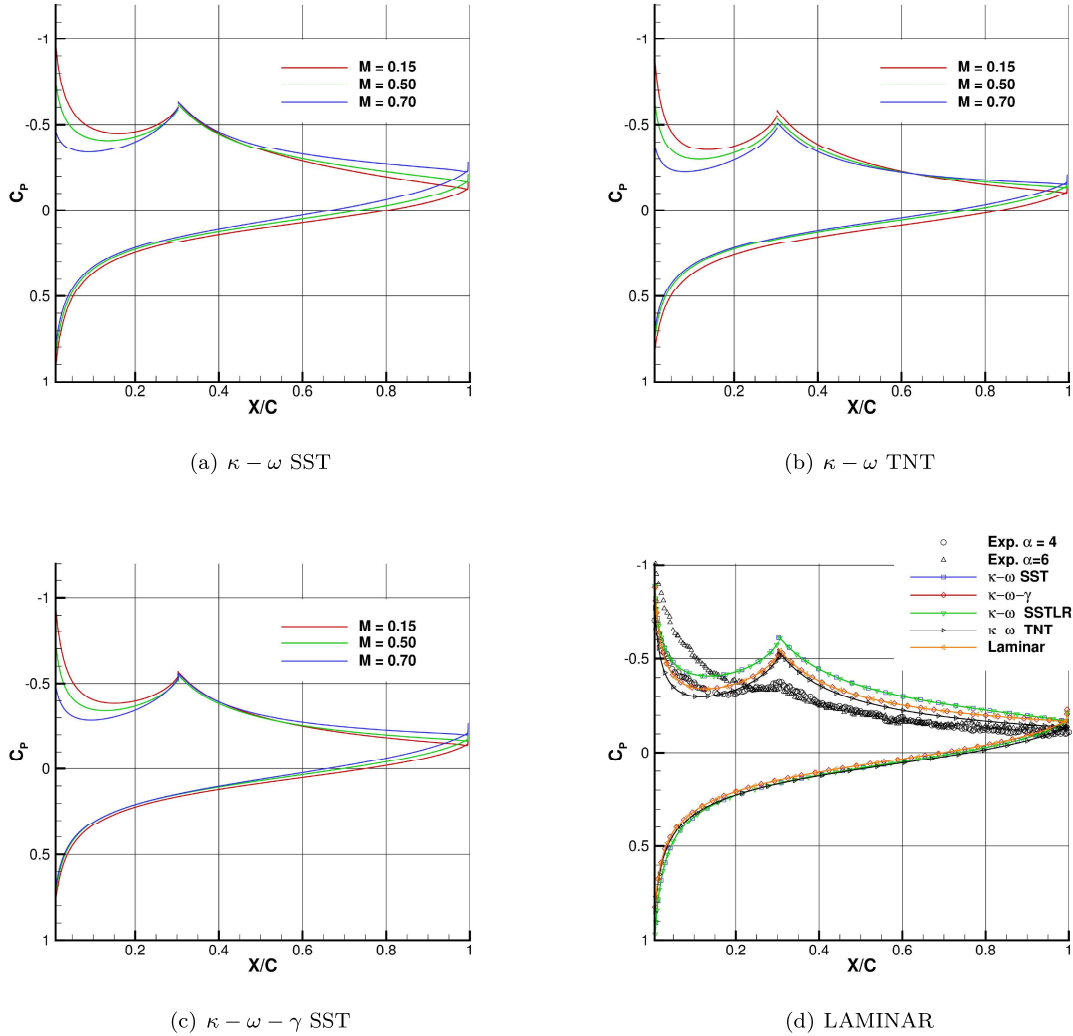 -1
-0.5
0
0.5
1
C_P
0.2
0.4
0.6
0.8
1
X/C
M = 0.15
M = 0.50
M = 0.70
(a) κ − ω SST
-1
-0.5
0
0.5
1
C_P
0.2
0.4
0.6
0.8
1
X/C
M = 0.15
M = 0.50
M = 0.70
(b) κ − ω TNT
-1
-0.5
0
0.5
1
C_P
0.2
0.4
0.6
0.8
1
X/C
M = 0.15
M = 0.50
M = 0.70
(c) κ − ω − γ SST
-1
-0.5
0
0.5
1
C_P
0.2
0.4
0.6
0.8
1
X/C
Exp. α = 4
Exp. α=6
κ−ω SST
κ−ω−γ
κ−ω SSTLR
κ−ω TNT
Laminar
(d) LAMINAR